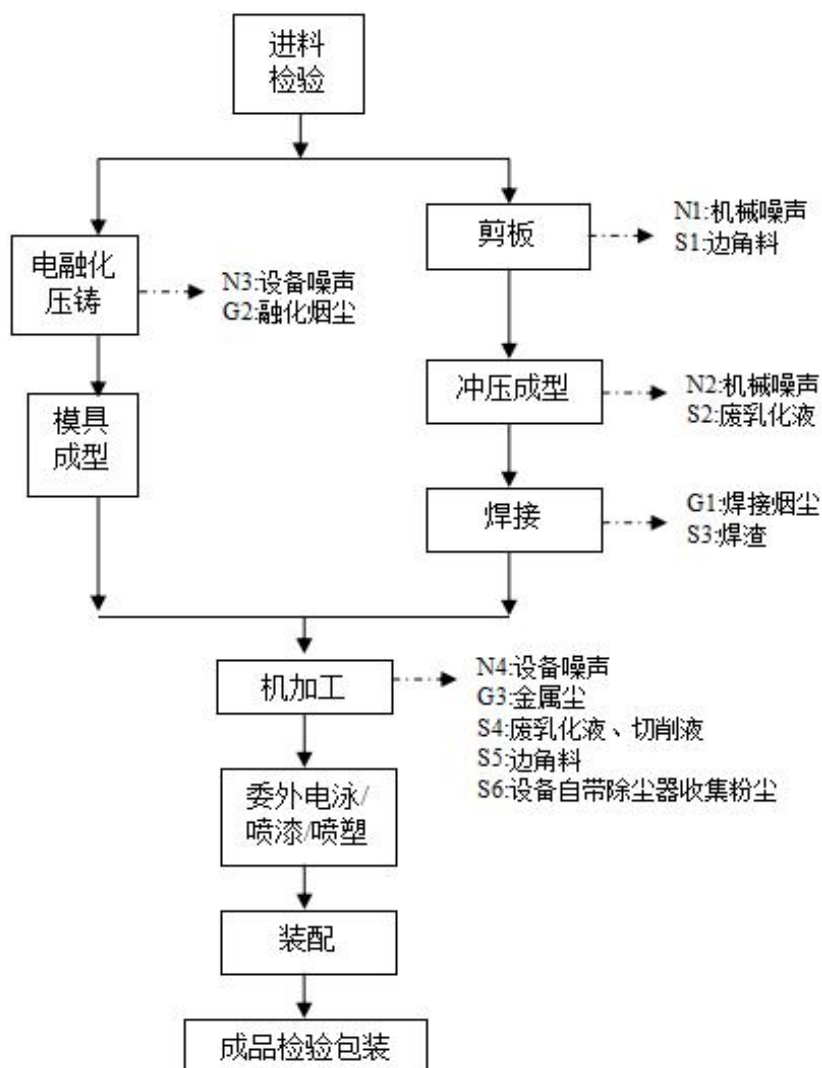 进料
检验
剪板
N1:机械噪声
S1:边角料
电融化
压铸
N3:设备噪声
G2:融化烟尘
冲压成型
N2:机械噪声
S2:废乳化液
模具
成型
焊接
G1:焊接烟尘
S3:焊渣
机加工
N4:设备噪声
G3:金属尘
S4:废乳化液、切削液
S5:边角料
S6:设备自带除尘器收集粉尘
委外电泳/
喷漆/喷塑
装配
成品检验包装